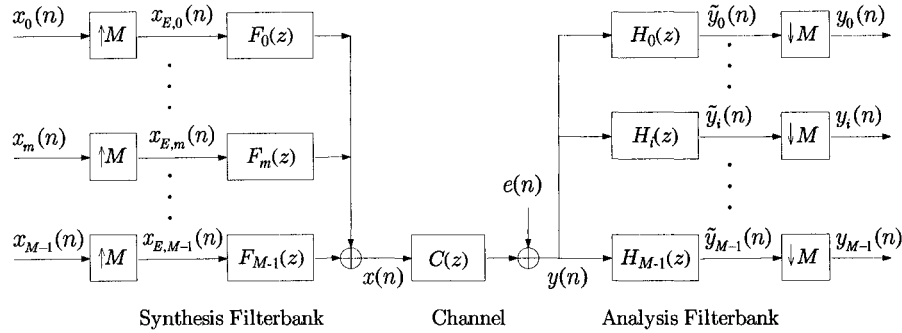 x_0(n) ↑M x_{E,0}(n) F_0(z) H_0(z) ỹ_0(n) ↓M y_0(n)
x_m(n) ↑M x_{E,m}(n) F_m(z) H_i(z) ỹ_i(n) ↓M y_i(n)
e(n)
x_{M-1}(n) ↑M x_{E,M-1}(n) F_{M-1}(z) x(n) C(z) y(n) H_{M-1}(z) ỹ_{M-1}(n) ↓M y_{M-1}(n)
Synthesis Filterbank Channel Analysis Filterbank